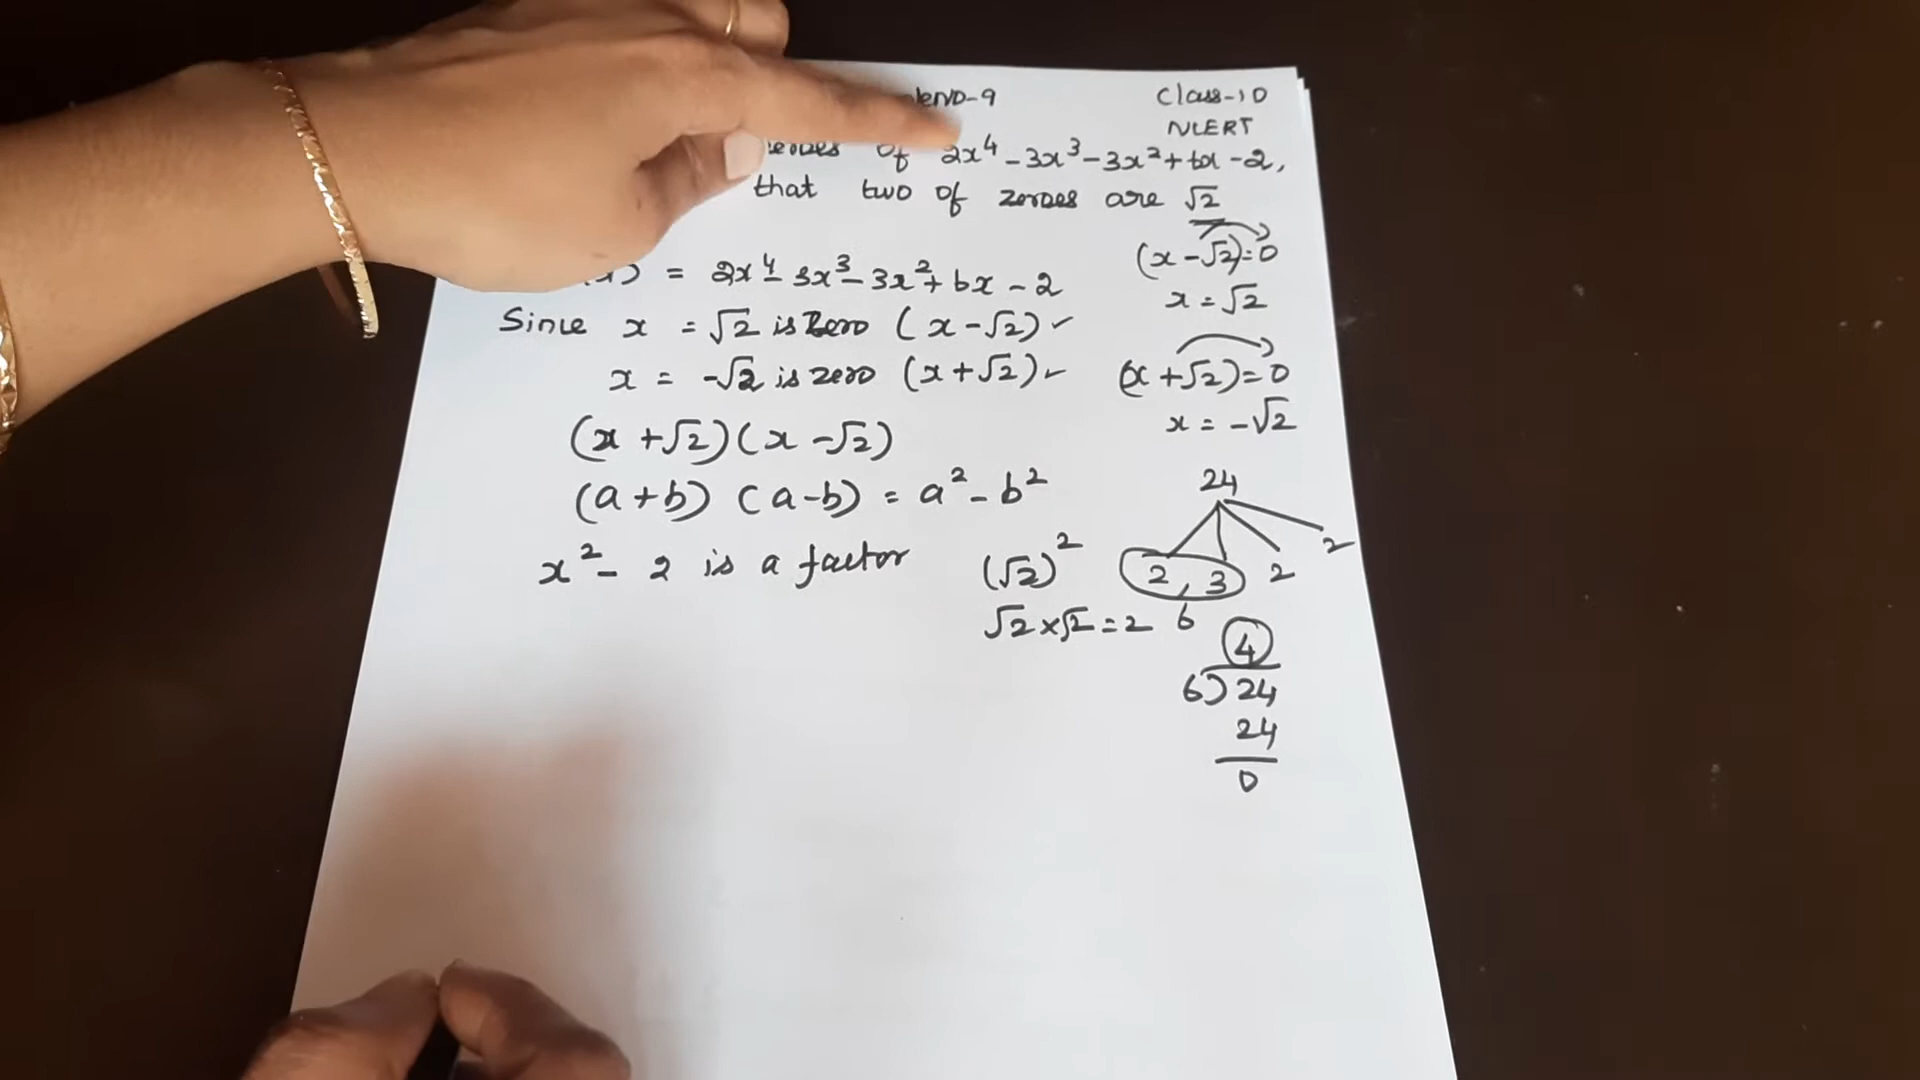 Class-10
NCERT
of 2x⁴ - 3x³ - 3x² + 6x - 2,
that two of zeroes are √2
(x - √2) = 0
x = √2
= 2x⁴ - 3x³ - 3x² + 6x - 2
Since x = √2 is zero (x - √2) ✓
x = -√2 is zero (x + √2) ✓
(x + √2) = 0
x = -√2
(x + √2) (x - √2)
(a + b) (a - b) = a² - b²
x² - 2 is a factor
(√2)²
√2 × √2 = 2
24
2, 3 2 2
6
4
6) 24
24
0